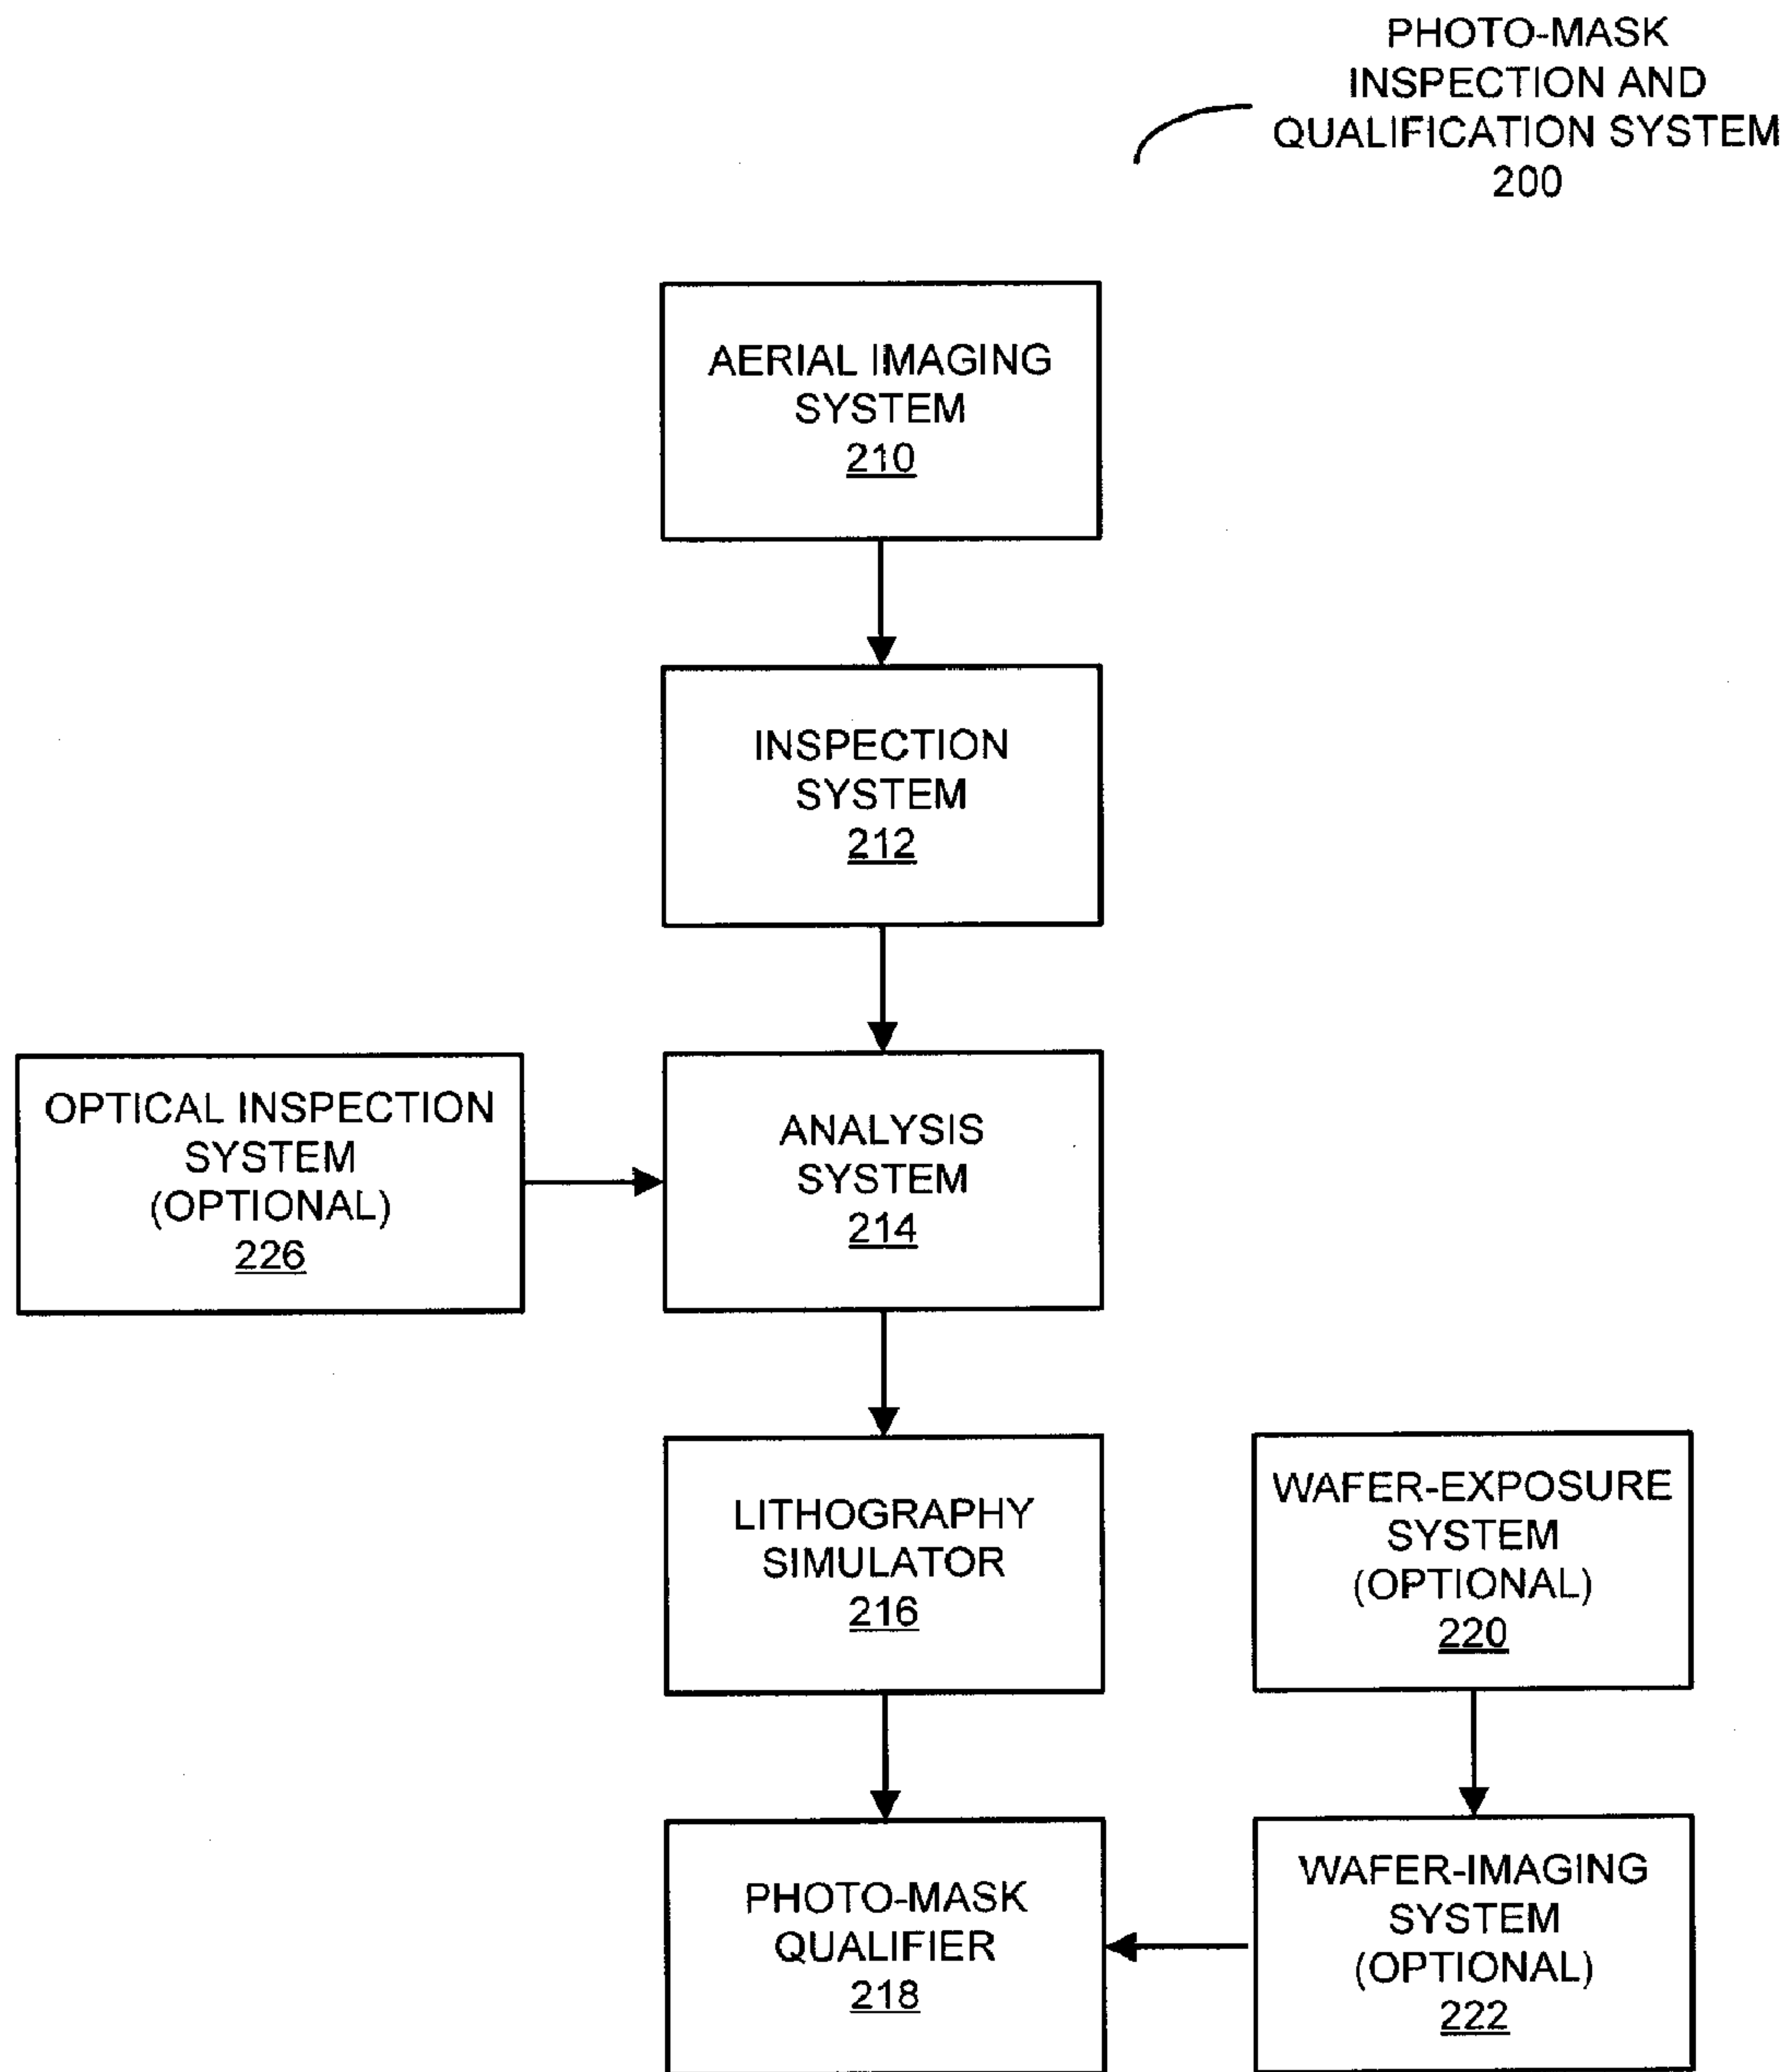 PHOTO-MASK
INSPECTION AND
QUALIFICATION SYSTEM
200
AERIAL IMAGING
SYSTEM
210
INSPECTION
SYSTEM
212
OPTICAL INSPECTION
SYSTEM
(OPTIONAL)
226
ANALYSIS
SYSTEM
214
LITHOGRAPHY
SIMULATOR
216
WAFER-EXPOSURE
SYSTEM
(OPTIONAL)
220
PHOTO-MASK
QUALIFIER
218
WAFER-IMAGING
SYSTEM
(OPTIONAL)
222